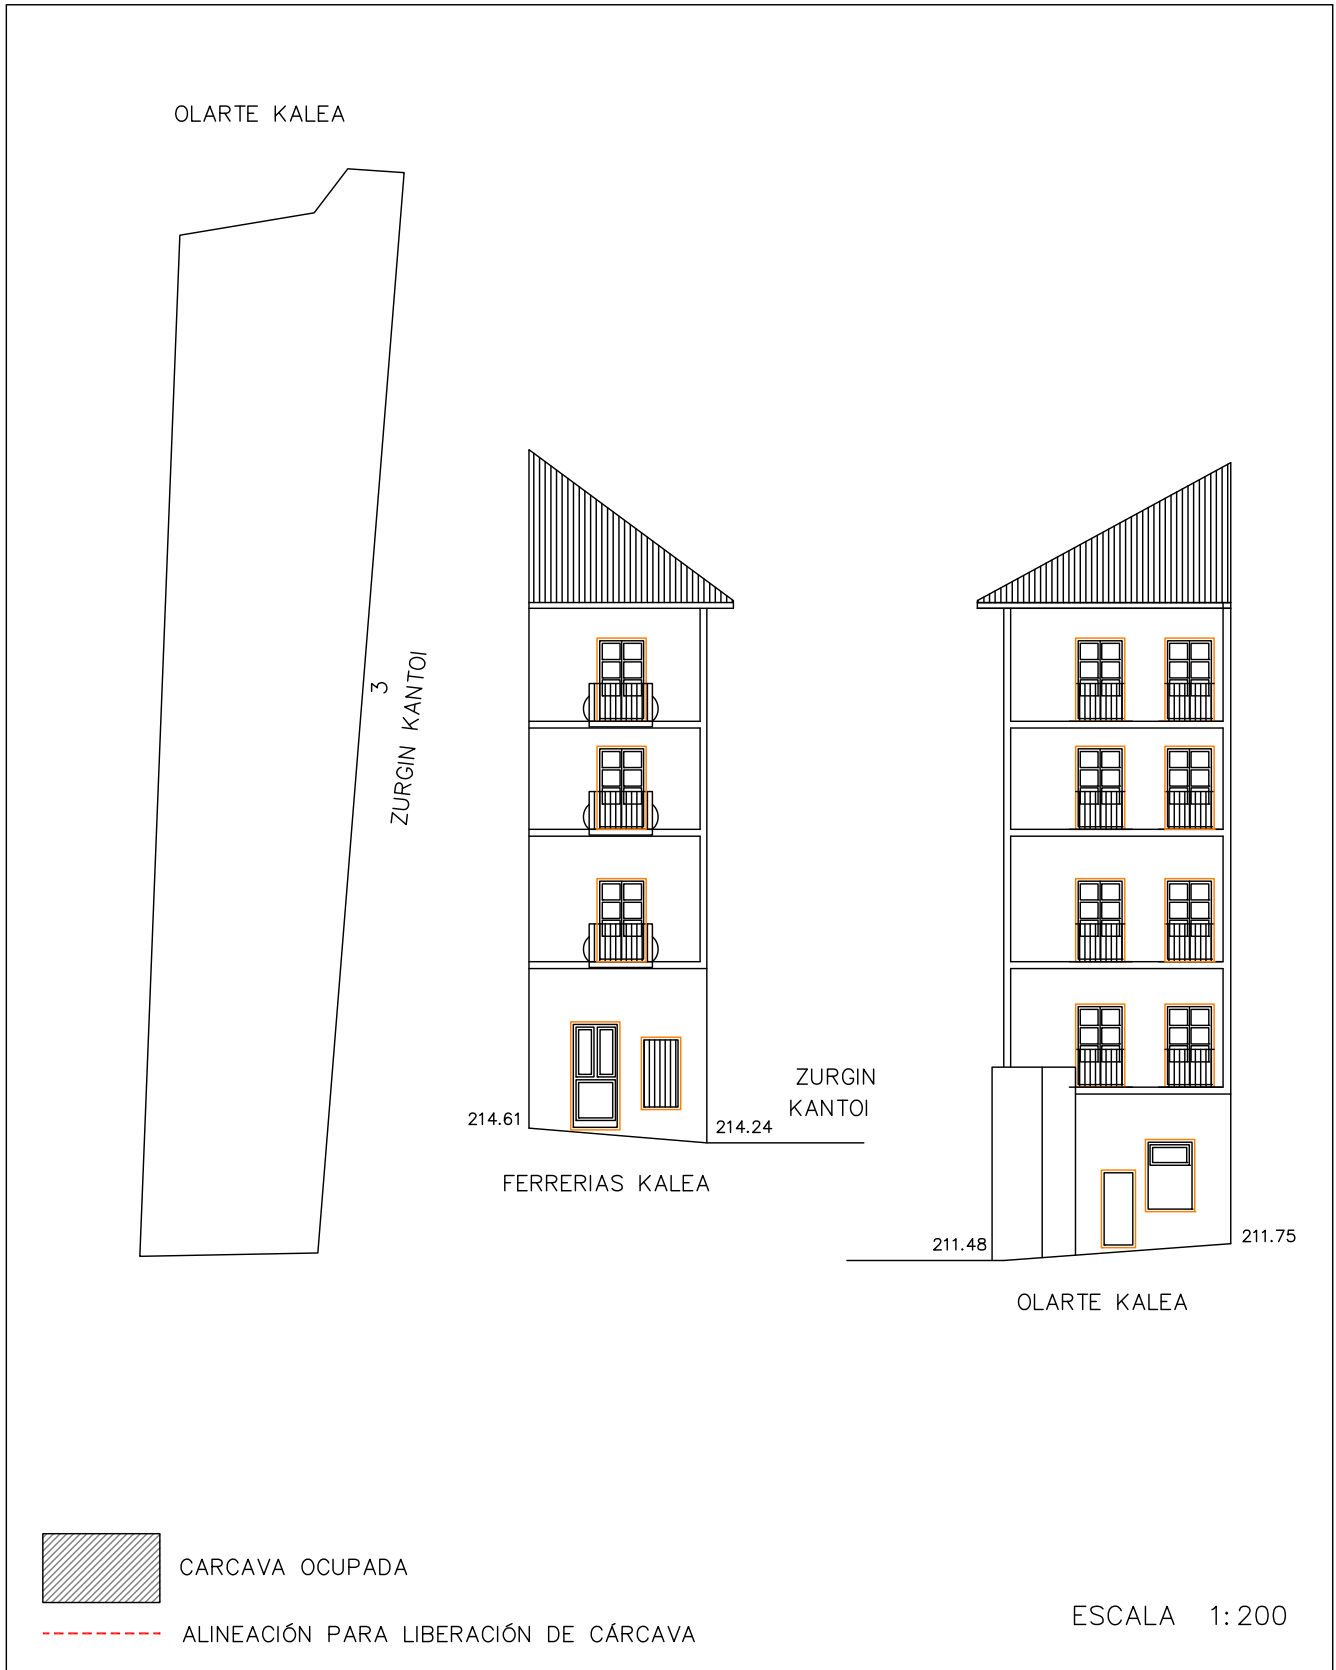 OLARTE KALEA
3
ZURGIN KANTOI
ZURGIN
KANTOI
214.61
214.24
FERRERIAS KALEA
211.48
211.75
OLARTE KALEA
CARCAVA OCUPADA
ALINEACIÓN PARA LIBERACIÓN DE CÁRCAVA
ESCALA 1:200